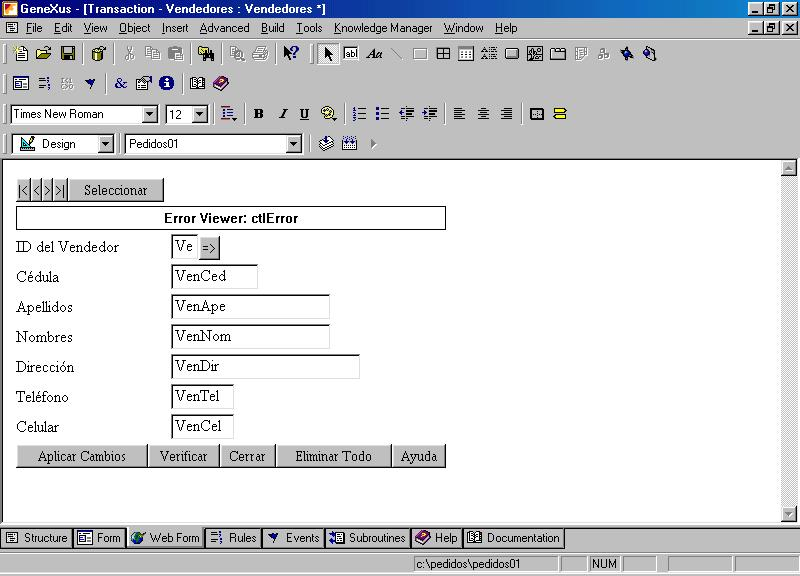 GeneXus - [Transaction - Vendedores : Vendedores *]
File Edit View Object Insert Advanced Build Tools Knowledge Manager Window Help
Times New Roman 12 B I U
Design Pedidos01
|< < > >| Seleccionar
Error Viewer: ctlError
ID del Vendedor Ve =>
Cédula VenCed
Apellidos VenApe
Nombres VenNom
Dirección VenDir
Teléfono VenTel
Celular VenCel
Aplicar Cambios Verificar Cerrar Eliminar Todo Ayuda
Structure Form Web Form Rules Events Subroutines Help Documentation
c:\pedidos\pedidos01 NUM